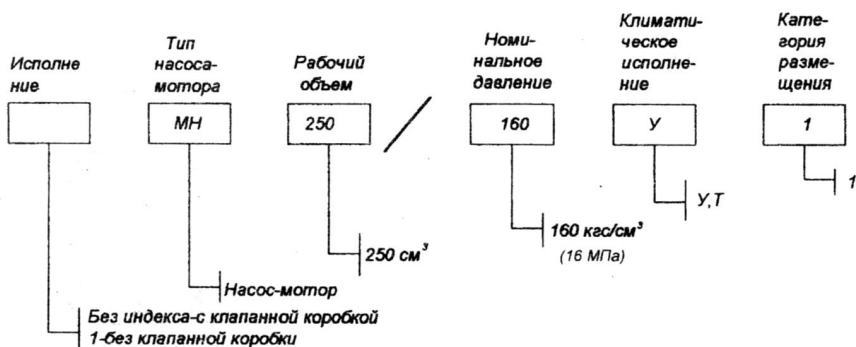 Исполне
ние
Тип
насоса-
мотора
Рабочий
объем
Номи-
нальное
давление
Климати-
ческое
исполне-
ние
Кате-
гория
разме-
щения
МН
250
/
160
У
1
1
У,Т
160 кгс/см³
(16 МПа)
250 см³
Насос-мотор
Без индекса-с клапанной коробкой
1-без клапанной коробки